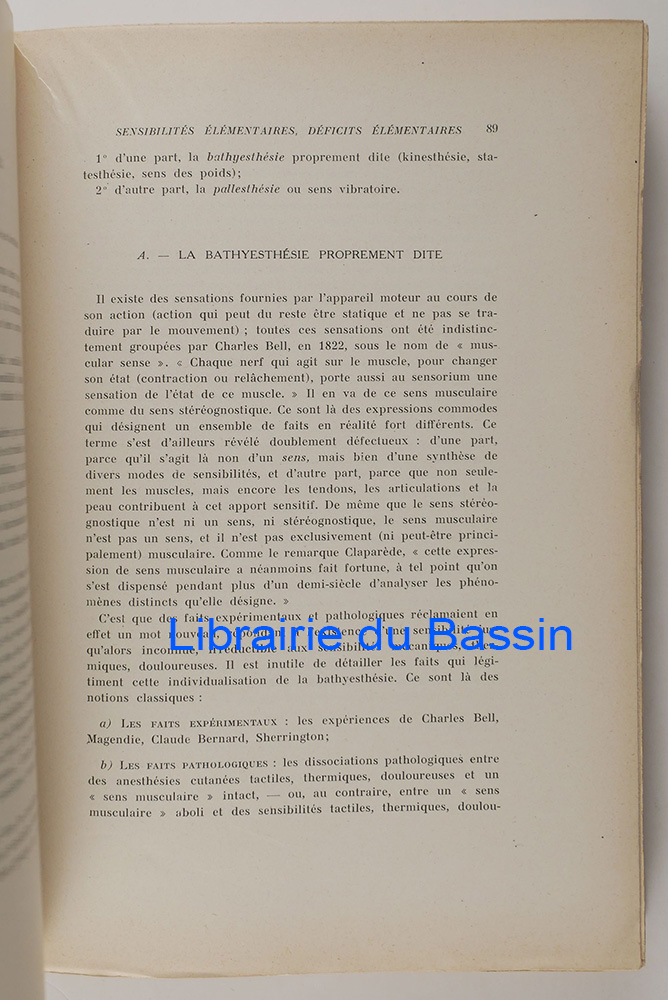 SENSIBILITÉS ÉLÉMENTAIRES, DÉFICITS ÉLÉMENTAIRES 89
1° d'une part, la bathyesthésie proprement dite (kinesthésie, sta-
testhésie, sens des poids);
2° d'autre part, la pallesthésie ou sens vibratoire.
A. — LA BATHYESTHÉSIE PROPREMENT DITE
Il existe des sensations fournies par l'appareil moteur au cours de
son action (action qui peut du reste être statique et ne pas se tra-
duire par le mouvement) ; toutes ces sensations ont été indistinc-
tement groupées par Charles Bell, en 1822, sous le nom de « mus-
cular sense ». « Chaque nerf qui agit sur le muscle, pour changer
son état (contraction ou relâchement), porte aussi au sensorium une
sensation de l'état de ce muscle. » Il en va de ce sens musculaire
comme du sens stéréognostique. Ce sont là des expressions commodes
qui désignent un ensemble de faits en réalité fort différents. Ce
terme s'est d'ailleurs révélé doublement défectueux : d'une part,
parce qu'il s'agit là non d'un sens, mais bien d'une synthèse de
divers modes de sensibilités, et d'autre part, parce que non seule-
ment les muscles, mais encore les tendons, les articulations et la
peau contribuent à cet apport sensitif. De même que le sens stéréo-
gnostique n'est ni un sens, ni stéréognostique, le sens musculaire
n'est pas un sens, et il n'est pas exclusivement (ni peut-être princi-
palement) musculaire. Comme le remarque Claparède, « cette expres-
sion de sens musculaire a néanmoins fait fortune, à tel point qu'on
s'est dispensé pendant plus d'un demi-siècle d'analyser les phéno-
mènes distincts qu'elle désigne. »
C'est que des faits expérimentaux et pathologiques réclamaient en
effet un mot nouveau,
qu'alors
miques, douloureuses. Il est inutile de détailler les faits qui légi-
timent cette individualisation de la bathyesthésie. Ce sont là des
notions classiques :
a) LES FAITS EXPÉRIMENTAUX : les expériences de Charles Bell,
Magendie, Claude Bernard, Sherrington;
b) LES FAITS PATHOLOGIQUES : les dissociations pathologiques entre
des anesthésies cutanées tactiles, thermiques, douloureuses et un
« sens musculaire » intact, — ou, au contraire, entre un « sens
musculaire » aboli et des sensibilités tactiles, thermiques, doulou-
Librairie du Bassin